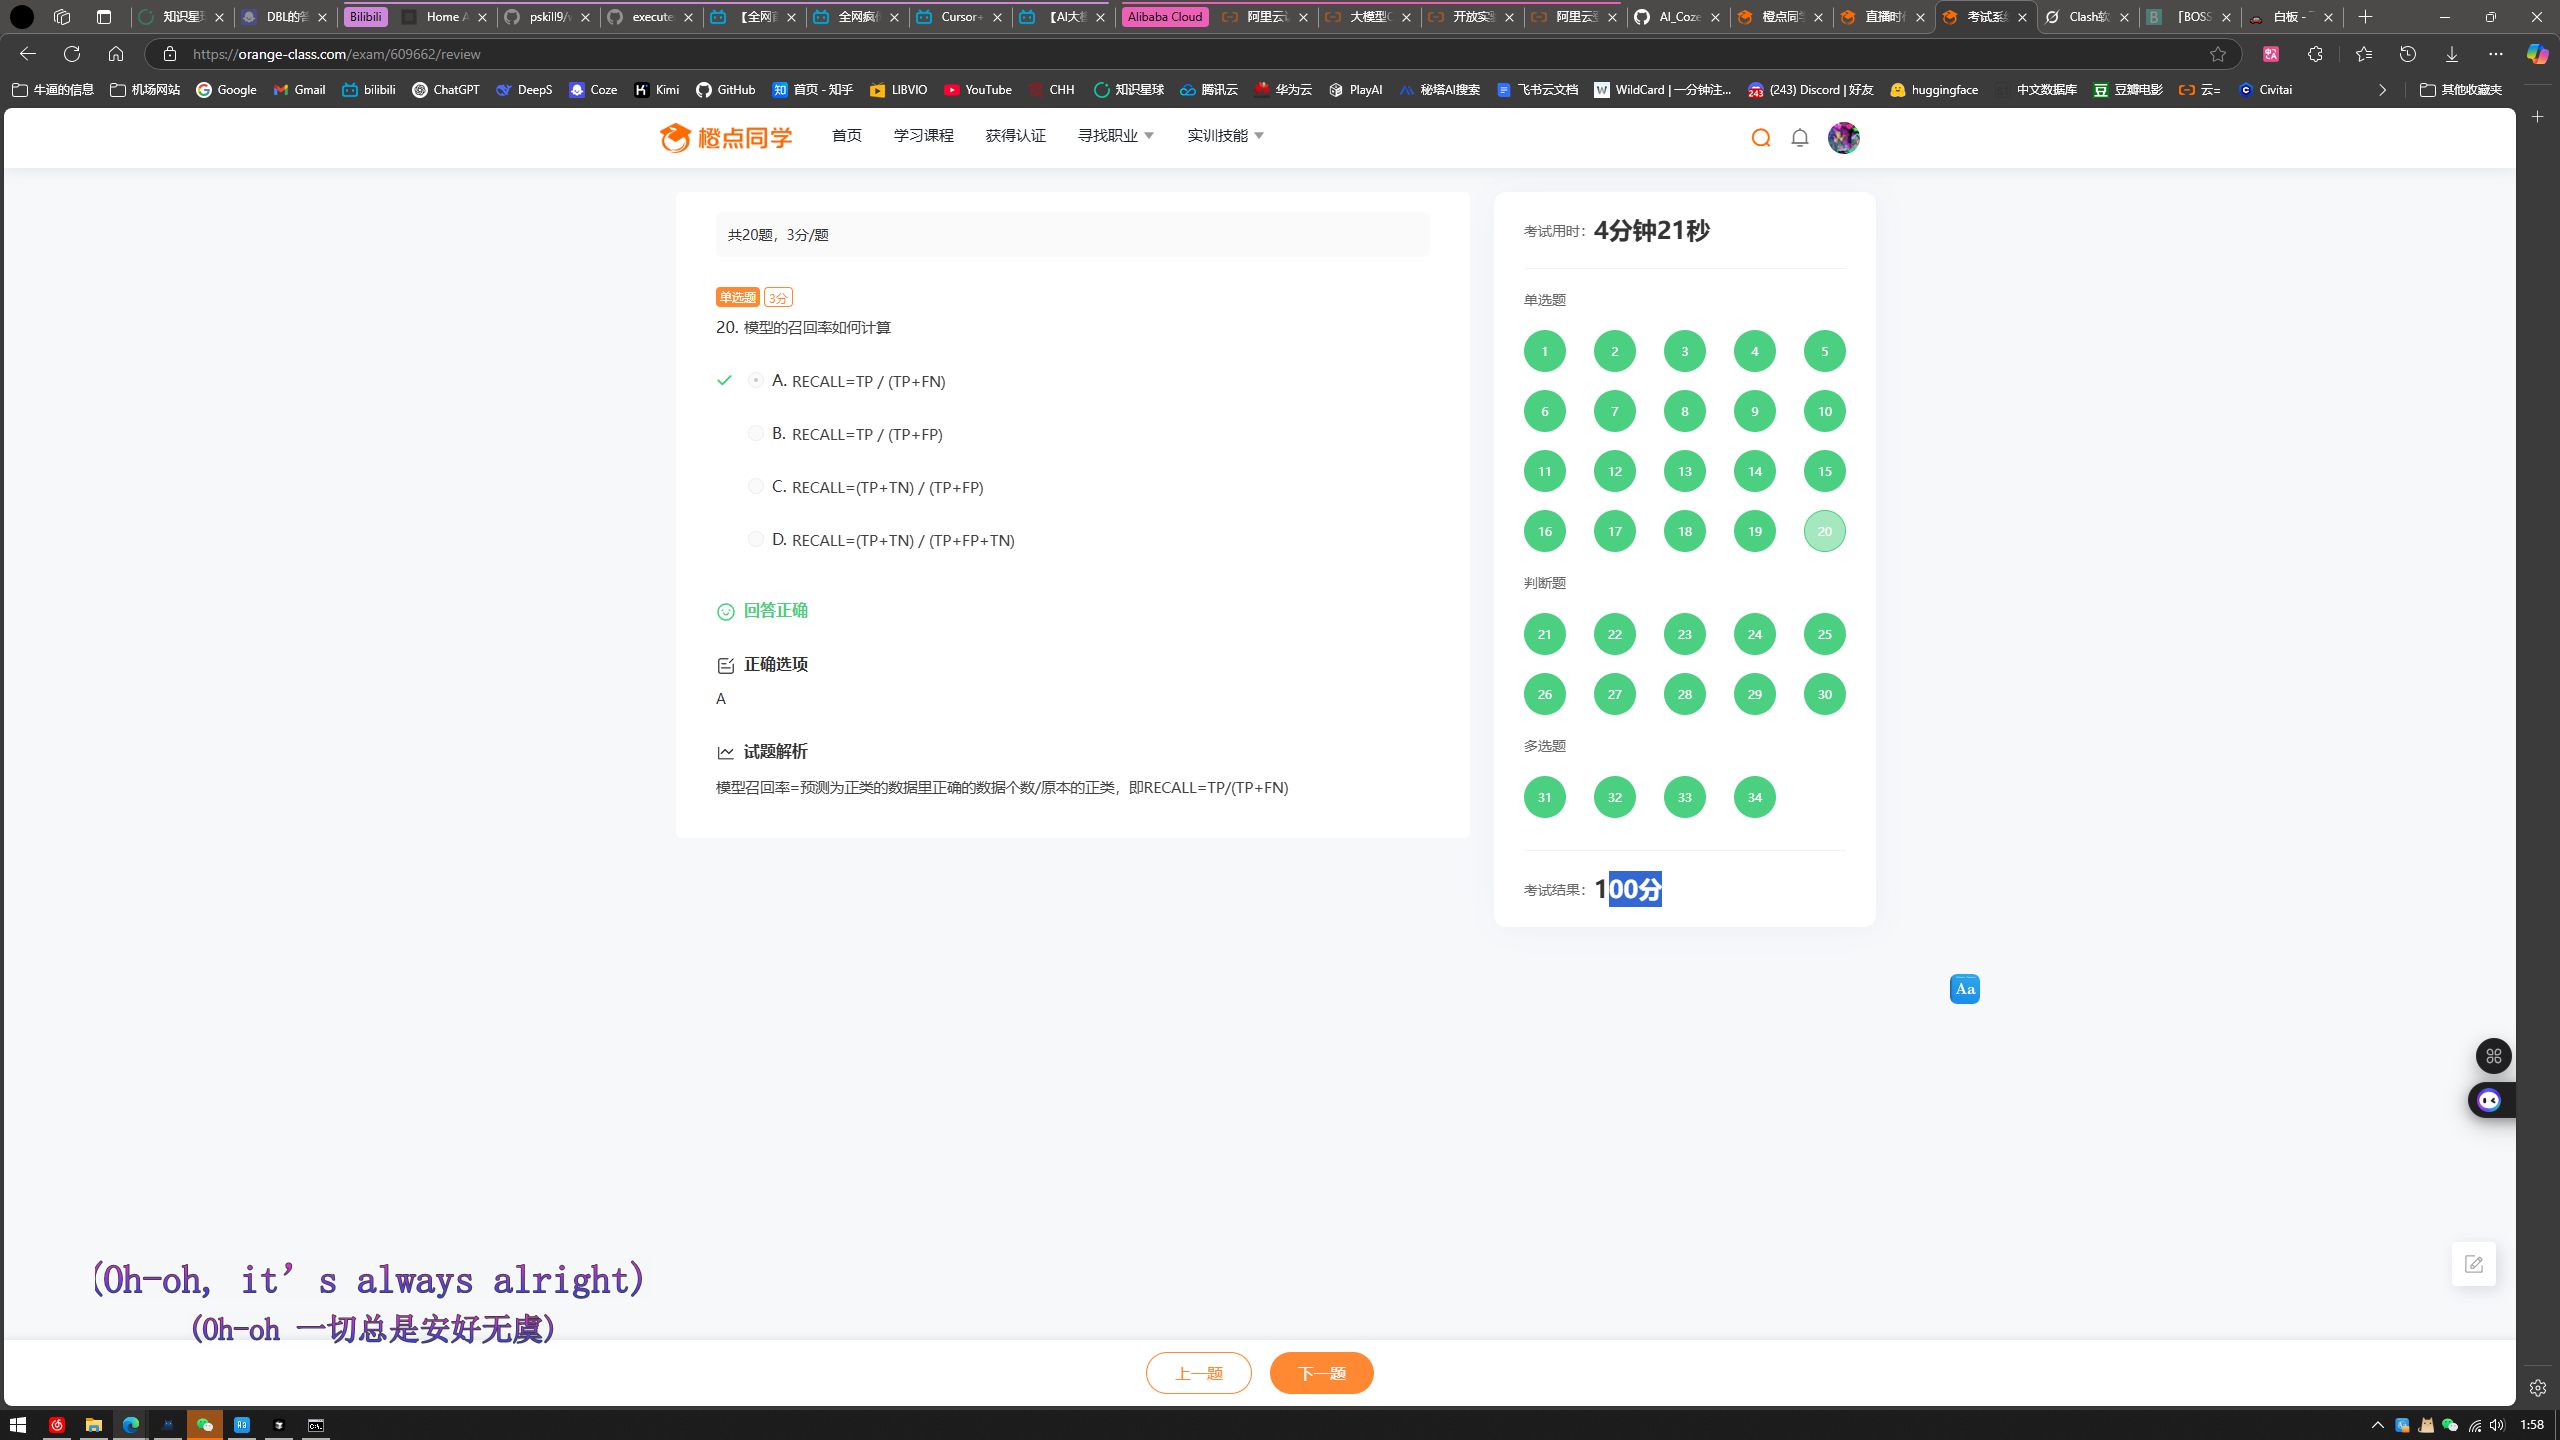 知识星
DBL的答
Bilibili
Home A
pskill9/
execute
【全网
全网疯
Cursor+
【AI大
Alibaba Cloud
阿里云
大模型
开放实
阿里云
AI_Coze
橙点同学
直播时
考试系
Clash软
「BOSS
白板 -
https://orange-class.com/exam/609662/review
牛逼的信息
机场网站
Google
Gmail
bilibili
ChatGPT
DeepS
Coze
Kimi
GitHub
首页 - 知乎
LIBVIO
YouTube
CHH
知识星球
腾讯云
华为云
PlayAI
秘塔AI搜索
飞书云文档
WildCard | 一分钟注...
(243) Discord | 好友
huggingface
中文数据库
豆瓣电影
云=
Civitai
其他收藏夹
橙点同学
首页
学习课程
获得认证
寻找职业
实训技能
共20题，3分/题
单选题 3分
20. 模型的召回率如何计算
A. RECALL=TP / (TP+FN)
B. RECALL=TP / (TP+FP)
C. RECALL=(TP+TN) / (TP+FP)
D. RECALL=(TP+TN) / (TP+FP+TN)
回答正确
正确选项
A
试题解析
模型召回率=预测为正类的数据里正确的数据个数/原本的正类，即RECALL=TP/(TP+FN)
考试用时：4分钟21秒
单选题
1 2 3 4 5
6 7 8 9 10
11 12 13 14 15
16 17 18 19 20
判断题
21 22 23 24 25
26 27 28 29 30
多选题
31 32 33 34
考试结果：100分
Aa
(Oh-oh, it’s always alright)
(Oh-oh 一切总是安好无虞)
上一题
下一题
1:58